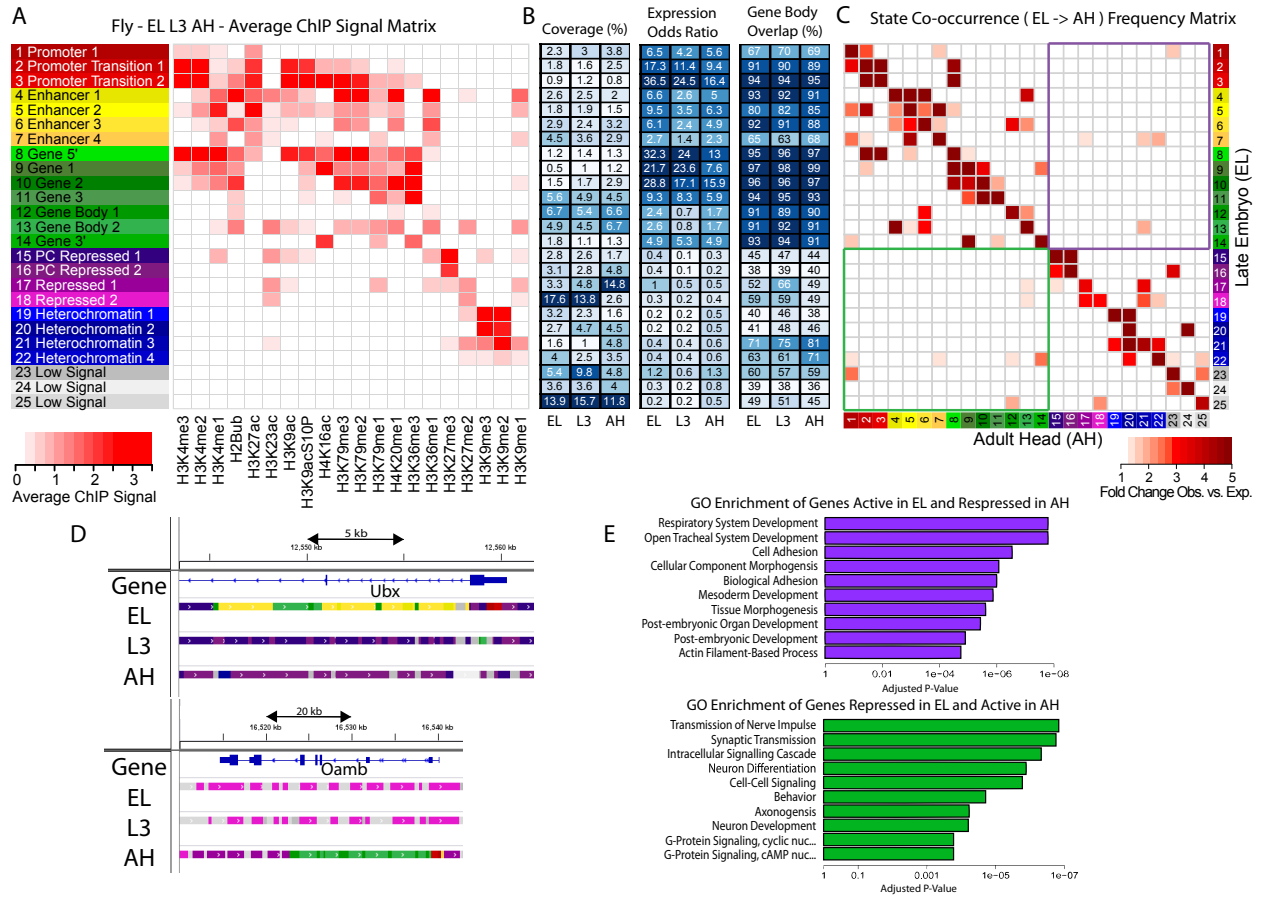 A
Fly - EL L3 AH - Average ChIP Signal Matrix
1 Promoter 1
2 Promoter Transition 1
3 Promoter Transition 2
4 Enhancer 1
5 Enhancer 2
6 Enhancer 3
7 Enhancer 4
8 Gene 5'
9 Gene 1
10 Gene 2
11 Gene 3
12 Gene Body 1
13 Gene Body 2
14 Gene 3'
15 PC Repressed 1
16 PC Repressed 2
17 Repressed 1
18 Repressed 2
19 Heterochromatin 1
20 Heterochromatin 2
21 Heterochromatin 3
22 Heterochromatin 4
23 Low Signal
24 Low Signal
25 Low Signal
H3K4me3
H3K4me2
H3K4me1
H2Bub
H3K27ac
H3K23ac
H3K9ac
H3K9acS10P
H4K16ac
H3K79me3
H3K79me2
H3K79me1
H4K20me1
H3K36me3
H3K36me1
H3K27me3
H3K27me2
H3K9me3
H3K9me2
H3K9me1
0 1 2 3
Average ChIP Signal
B
Coverage (%)
2.3 3 3.8
1.8 1.6 2.5
0.9 1.2 0.8
2.6 2.5 2
1.8 1.9 1.5
2.9 2.4 3.2
4.5 3.6 2.9
1.2 1.4 1.3
0.5 1 1.2
1.5 1.7 2.9
5.6 4.9 4.5
6.7 5.4 6.6
4.9 4.5 6.7
1.8 1.1 1.3
2.8 2.6 1.7
3.1 2.8 4.8
3.3 4.8 14.8
17.6 13.8 2.6
3.2 2.3 1.6
2.7 4.7 4.5
1.6 1 4.8
4 2.5 3.5
5.4 9.8 4.8
3.6 3.6 4
13.9 15.7 11.8
EL L3 AH
Expression
Odds Ratio
6.5 4.2 5.6
17.3 11.4 9.4
36.5 24.5 16.4
6.6 2.6 5
9.5 3.5 6.3
6.1 2.4 4.9
2.7 1.4 2.3
32.3 24 13
21.7 23.6 7.6
28.8 17.1 15.9
9.3 8.3 5.9
2.4 0.7 1.7
2.6 0.8 1.7
4.9 5.3 4.9
0.4 0.1 0.3
0.2 0.1 0.2
1 0.5 0.5
0.3 0.2 0.4
0.2 0.2 0.5
0.2 0.2 0.5
0.4 0.4 0.6
0.4 0.4 0.5
1.2 0.6 1.3
0.3 0.2 0.8
0.2 0.2 0.5
EL L3 AH
Gene Body
Overlap (%)
67 70 69
91 90 89
94 94 95
93 92 91
80 82 85
92 91 88
65 63 68
95 96 97
98 96 99
97 96 97
94 95 93
91 89 90
91 92 91
93 94 91
45 47 44
38 39 40
52 66 49
59 59 49
40 46 38
41 48 46
71 75 81
63 61 71
60 57 59
39 38 36
49 51 45
EL L3 AH
C
State Co-occurrence ( EL -> AH ) Frequency Matrix
1
2
3
4
5
6
7
8
9
10
11
12
13
14
15
16
17
18
19
20
21
22
23
24
25
Late Embryo (EL)
1 2 3 4 5 6 7 8 9 10 11 12 13 14 15 16 17 18 19 20 21 22 23 24 25
Adult Head (AH)
1 2 3 4 5
Fold Change Obs. vs. Exp.
D
5 kb
12,550 kb 12,560 kb
Gene
Ubx
EL
L3
AH
20 kb
16,520 kb 16,530 kb 16,540 kb
Gene
Oamb
EL
L3
AH
E
GO Enrichment of Genes Active in EL and Respressed in AH
Respiratory System Development
Open Tracheal System Development
Cell Adhesion
Cellular Component Morphogensis
Biological Adhesion
Mesoderm Development
Tissue Morphogenesis
Post-embryonic Organ Development
Post-embryonic Development
Actin Filament-Based Process
1 0.01 1e-04 1e-06 1e-08
Adjusted P-Value
GO Enrichment of Genes Repressed in EL and Active in AH
Transmission of Nerve Impulse
Synaptic Transmission
Intracellular Signalling Cascade
Neuron Differentiation
Cell-Cell Signaling
Behavior
Axonogensis
Neuron Development
G-Protein Signaling, cyclic nuc...
G-Protein Signaling, cAMP nuc...
1 0.1 0.001 1e-05 1e-07
Adjusted P-Value